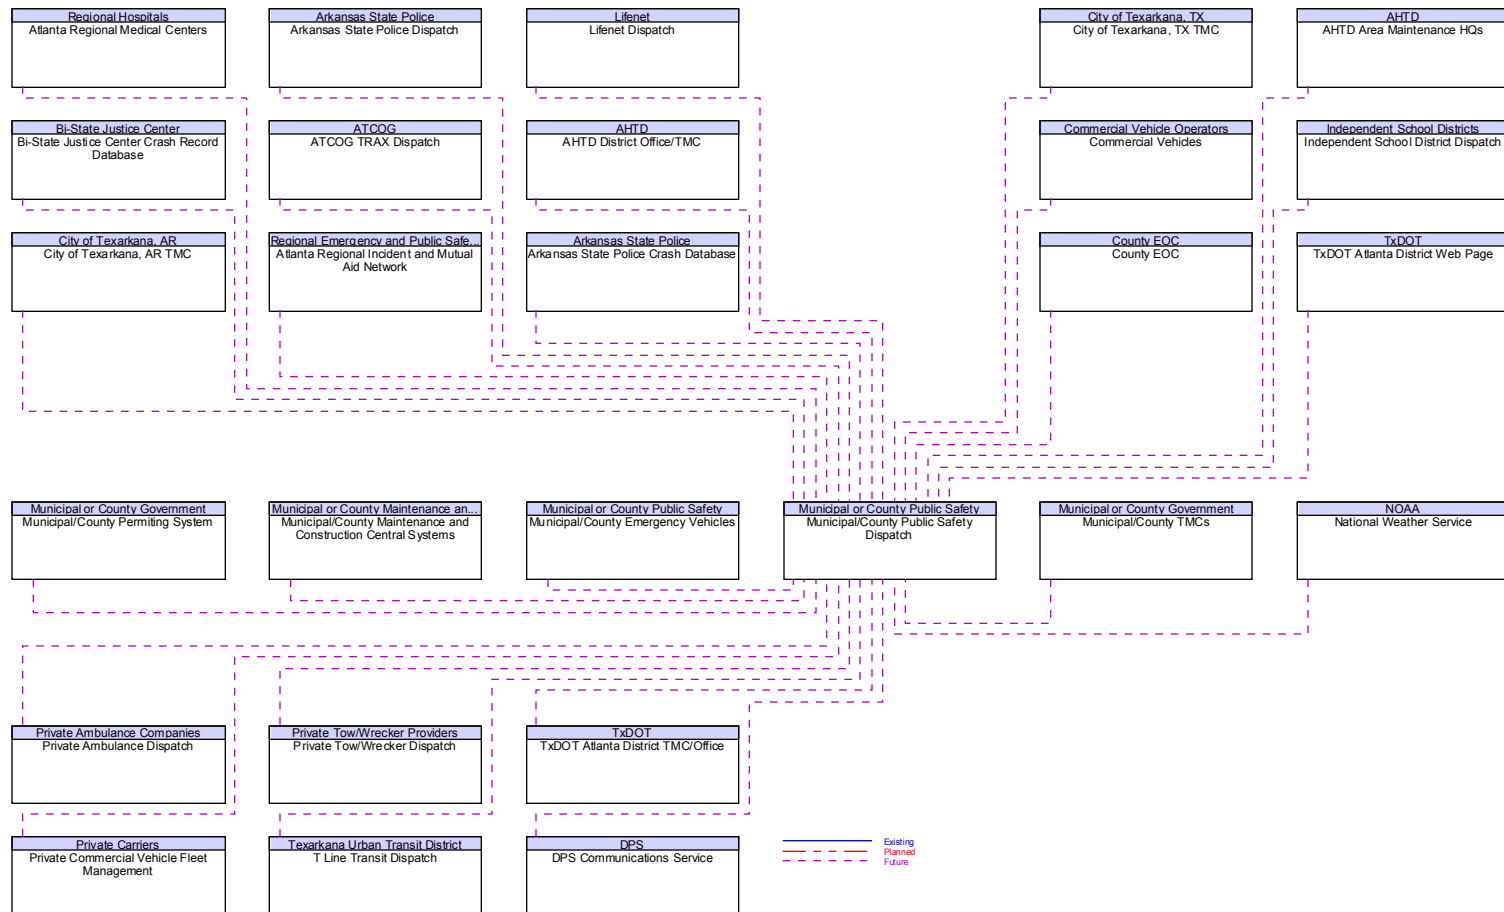 Regional Hospitals
Atlanta Regional Medical Centers
Arkansas State Police
Arkansas State Police Dispatch
Lifenet
Lifenet Dispatch
City of Texarkana, TX
City of Texarkana, TX TMC
AHTD
AHTD Area Maintenance HQs
Bi-State Justice Center
Bi-State Justice Center Crash Record
Database
ATCOG
ATCOG TRAX Dispatch
AHTD
AHTD District Office/TMC
Commercial Vehicle Operators
Commercial Vehicles
Independent School Districts
Independent School District Dispatch
City of Texarkana, AR
City of Texarkana, AR TMC
Regional Emergency and Public Safe...
Atlanta Regional Incident and Mutual
Aid Network
Arkansas State Police
Arkansas State Police Crash Database
County EOC
County EOC
TxDOT
TxDOT Atlanta District Web Page
Municipal or County Government
Municipal/County Permiting System
Municipal or County Maintenance an...
Municipal/County Maintenance and
Construction Central Systems
Municipal or County Public Safety
Municipal/County Emergency Vehicles
Municipal or County Public Safety
Municipal/County Public Safety
Dispatch
Municipal or County Government
Municipal/County TMCs
NOAA
National Weather Service
Private Ambulance Companies
Private Ambulance Dispatch
Private Tow/Wrecker Providers
Private Tow/Wrecker Dispatch
TxDOT
TxDOT Atlanta District TMC/Office
Private Carriers
Private Commercial Vehicle Fleet
Management
Texarkana Urban Transit District
T Line Transit Dispatch
DPS
DPS Communications Service
Existing
Planned
Future